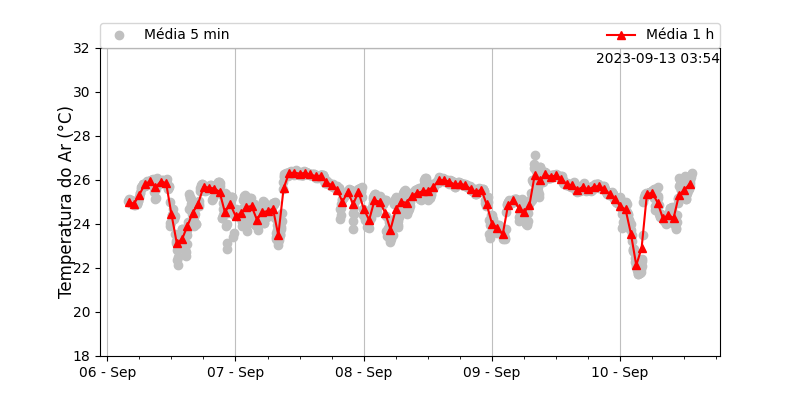 Média 5 min
Média 1 h
2023-09-13 03:54
Temperatura do Ar (°C)
32
30
28
26
24
22
20
18
06 - Sep
07 - Sep
08 - Sep
09 - Sep
10 - Sep